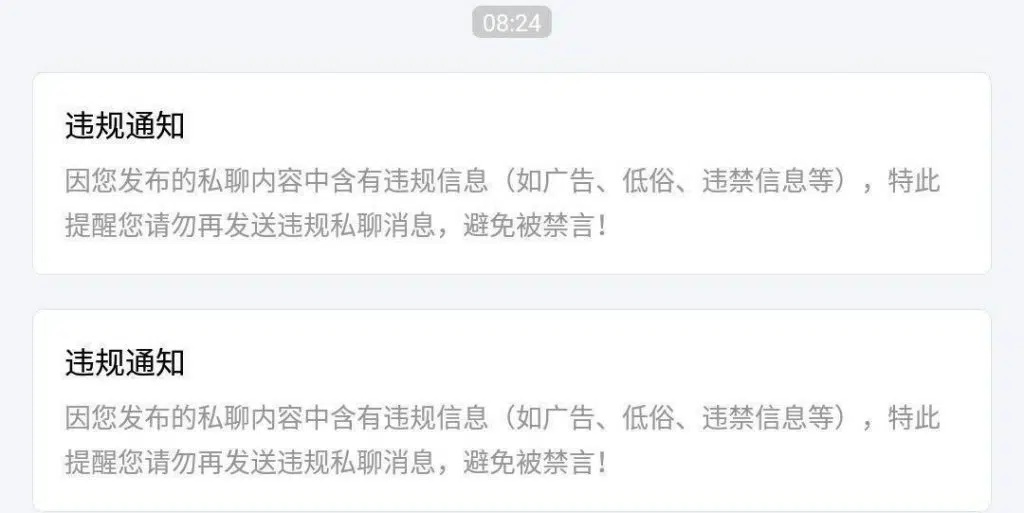 08:24
违规通知
因您发布的私聊内容中含有违规信息（如广告、低俗、违禁信息等），特此
提醒您请勿再发送违规私聊消息，避免被禁言！
违规通知
因您发布的私聊内容中含有违规信息（如广告、低俗、违禁信息等），特此
提醒您请勿再发送违规私聊消息，避免被禁言！